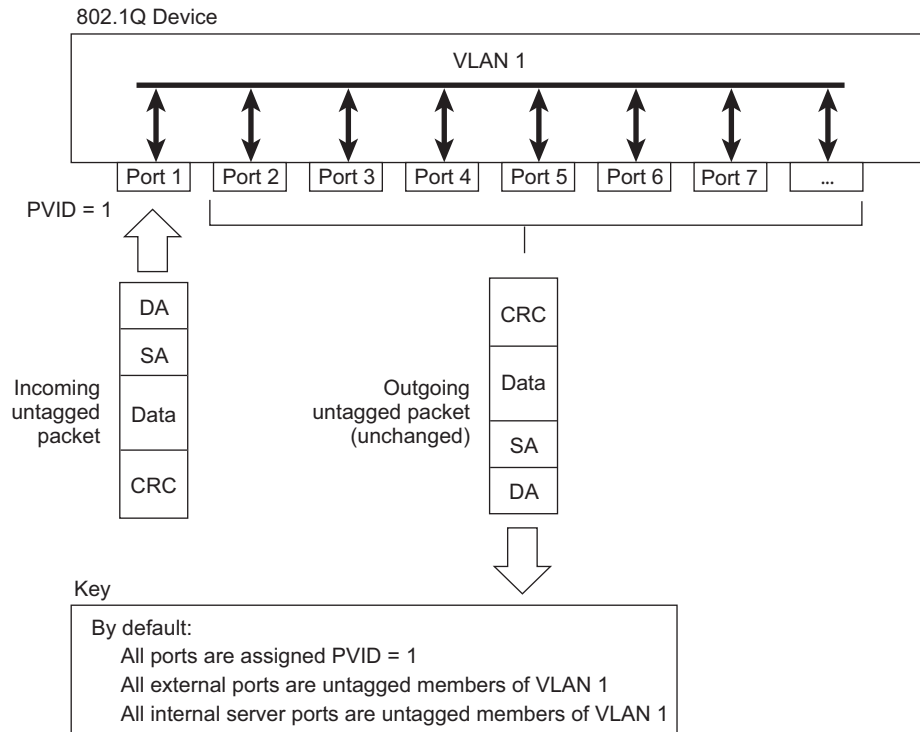 802.1Q Device
VLAN 1
Port 1
Port 2
Port 3
Port 4
Port 5
Port 6
Port 7
...
PVID = 1
DA
SA
Data
CRC
Incoming
untagged
packet
CRC
Data
SA
DA
Outgoing
untagged packet
(unchanged)
Key
By default:
All ports are assigned PVID = 1
All external ports are untagged members of VLAN 1
All internal server ports are untagged members of VLAN 1